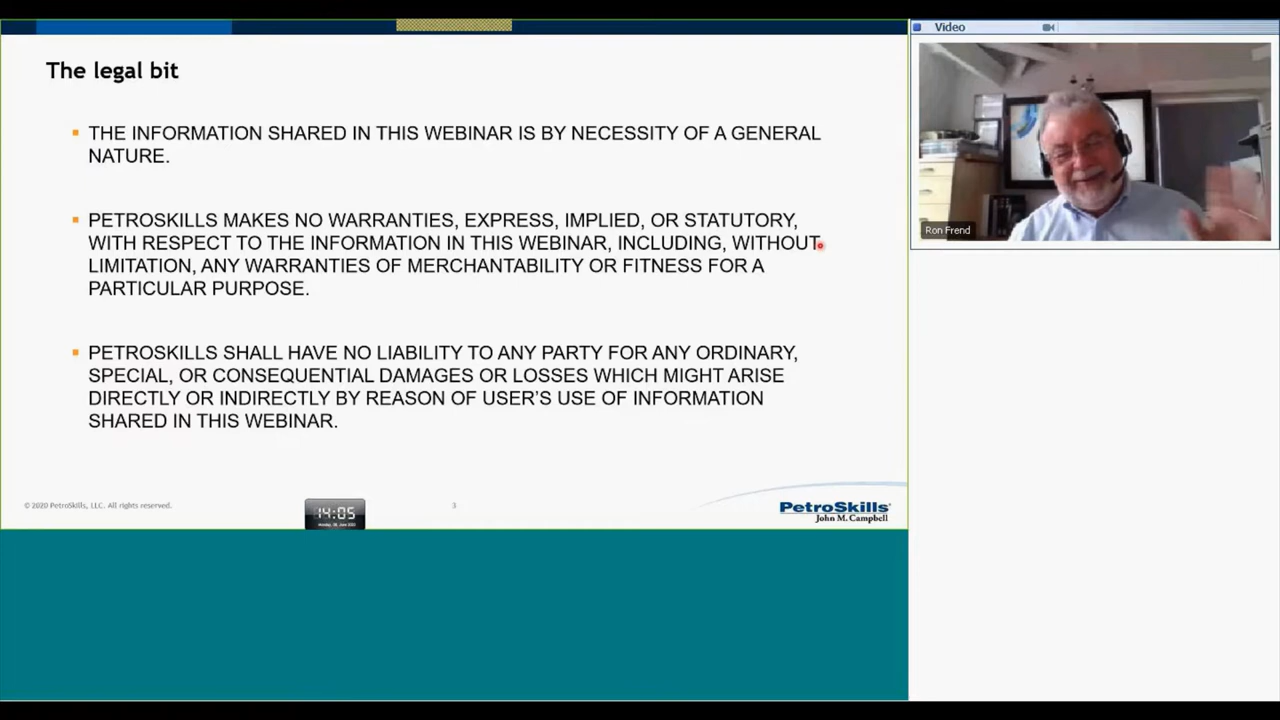 The legal bit
THE INFORMATION SHARED IN THIS WEBINAR IS BY NECESSITY OF A GENERAL
NATURE.
PETROSKILLS MAKES NO WARRANTIES, EXPRESS, IMPLIED, OR STATUTORY,
WITH RESPECT TO THE INFORMATION IN THIS WEBINAR, INCLUDING, WITHOUT
LIMITATION, ANY WARRANTIES OF MERCHANTABILITY OR FITNESS FOR A
PARTICULAR PURPOSE.
PETROSKILLS SHALL HAVE NO LIABILITY TO ANY PARTY FOR ANY ORDINARY,
SPECIAL, OR CONSEQUENTIAL DAMAGES OR LOSSES WHICH MIGHT ARISE
DIRECTLY OR INDIRECTLY BY REASON OF USER’S USE OF INFORMATION
SHARED IN THIS WEBINAR.
© 2020 PetroSkills, LLC. All rights reserved.
14:05
3
PetroSkills
John M. Campbell
Video
Ron Frend